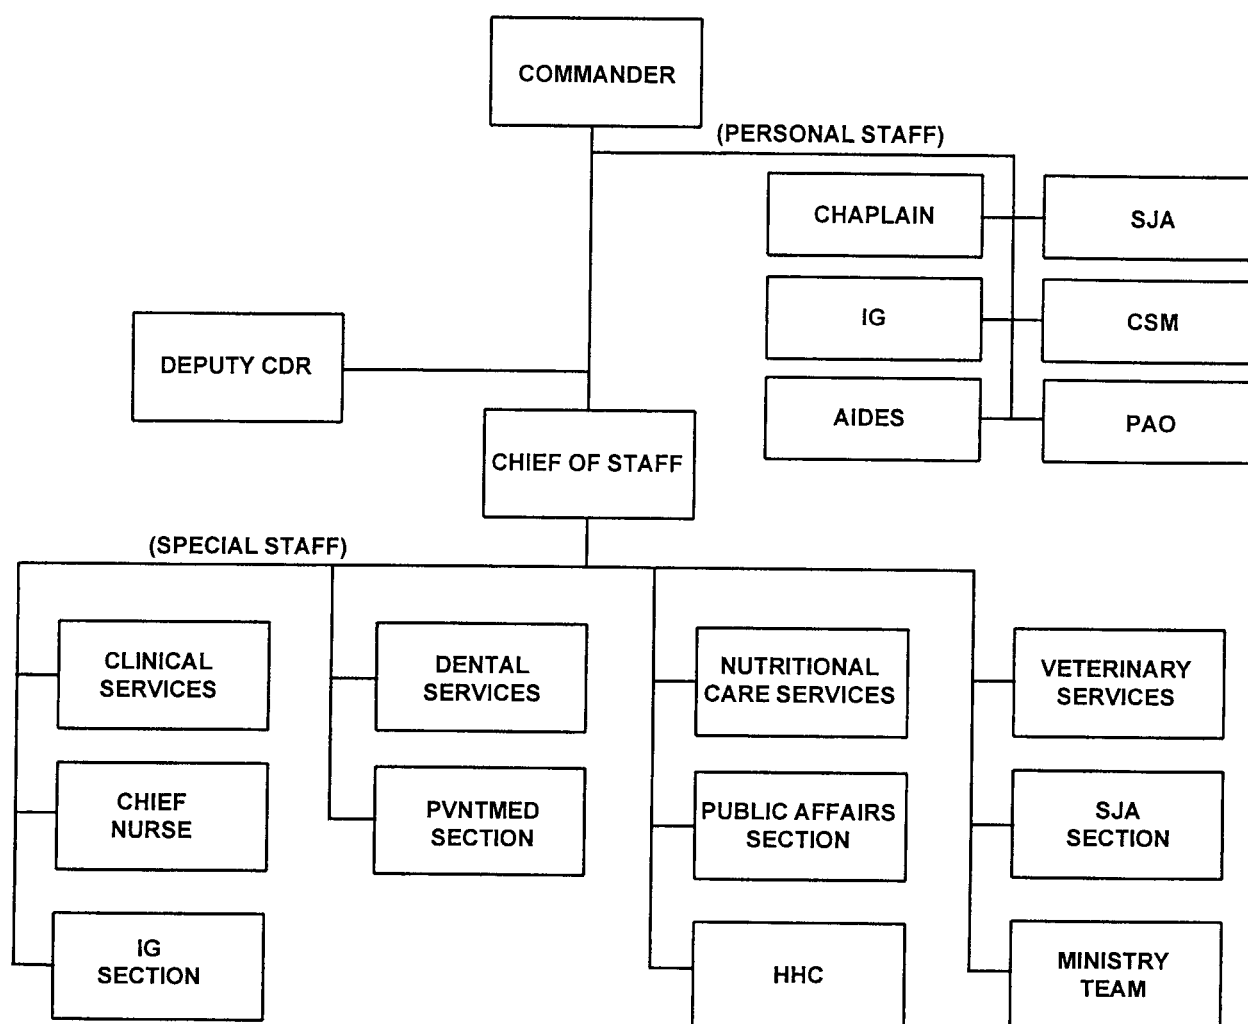 COMMANDER
(PERSONAL STAFF)
CHAPLAIN
SJA
IG
CSM
DEPUTY CDR
AIDES
PAO
CHIEF OF STAFF
(SPECIAL STAFF)
CLINICAL
SERVICES
DENTAL
SERVICES
NUTRITIONAL
CARE SERVICES
VETERINARY
SERVICES
CHIEF
NURSE
PVNTMED
SECTION
PUBLIC AFFAIRS
SECTION
SJA
SECTION
IG
SECTION
HHC
MINISTRY
TEAM